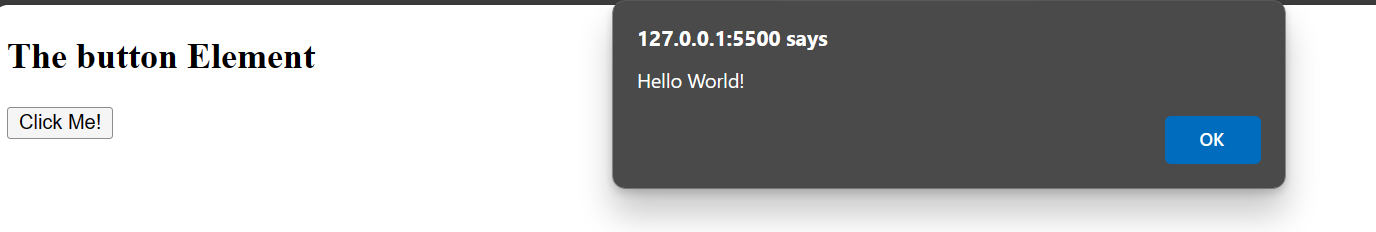 The button Element
Click Me!
127.0.0.1:5500 says
Hello World!
OK